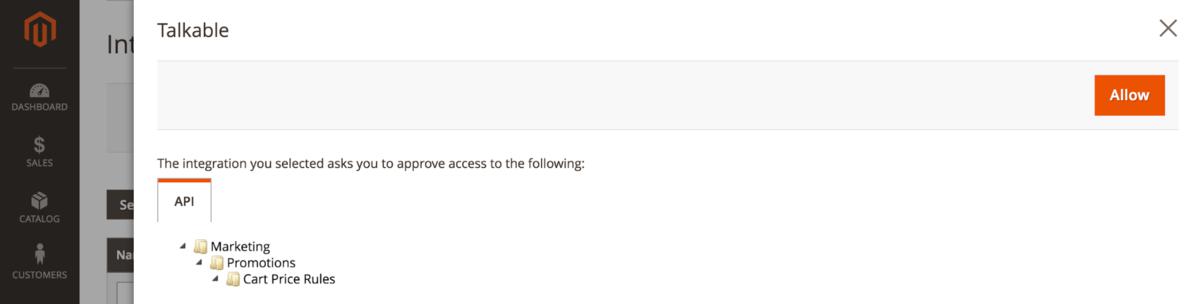 Talkable
Int
Allow
DASHBOARD
SALES
The integration you selected asks you to approve access to the following:
Se
API
CATALOG
Na
Marketing
Promotions
Cart Price Rules
CUSTOMERS